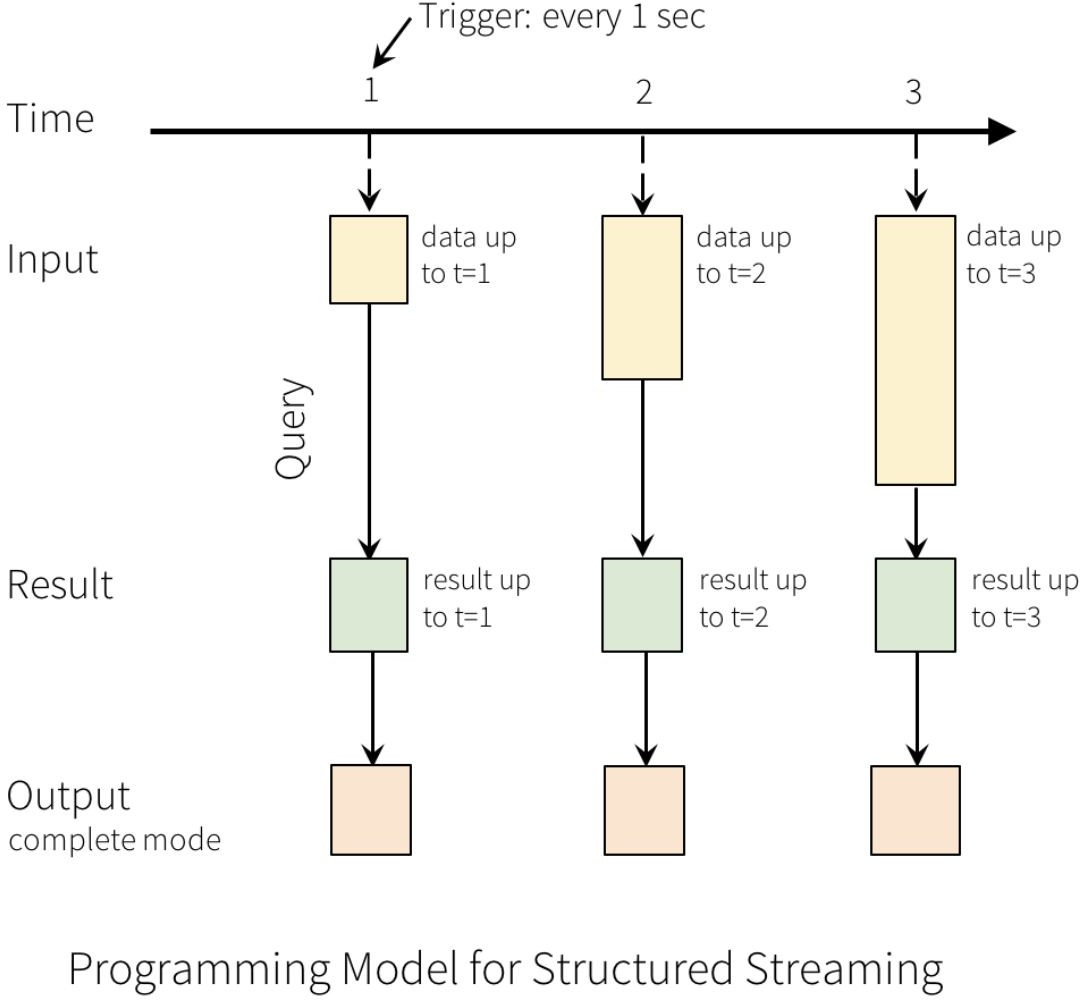 Trigger: every 1 sec
1 2 3
Time
Input
data up
to t=1
data up
to t=2
data up
to t=3
Query
Result
result up
to t=1
result up
to t=2
result up
to t=3
Output
complete mode
Programming Model for Structured Streaming